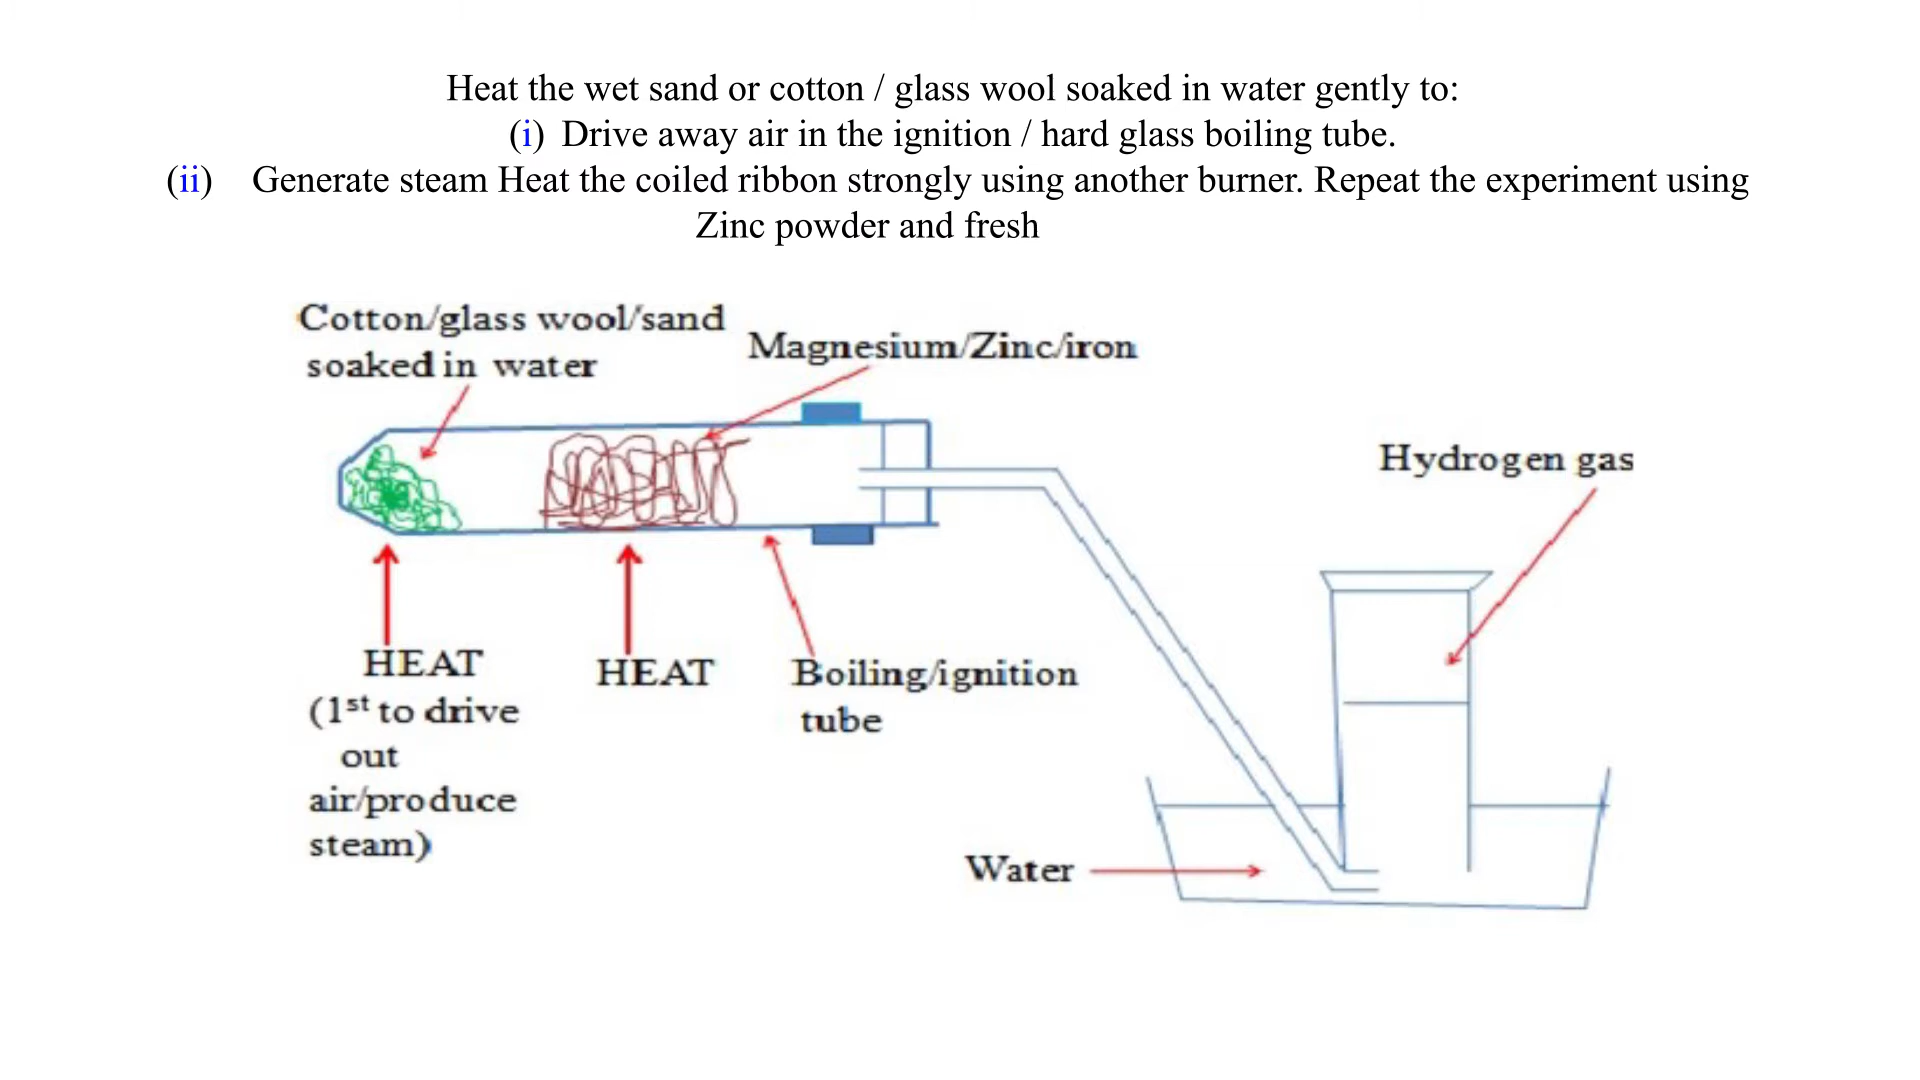 Heat the wet sand or cotton / glass wool soaked in water gently to:
(i) Drive away air in the ignition / hard glass boiling tube.
(ii) Generate steam Heat the coiled ribbon strongly using another burner. Repeat the experiment using
Zinc powder and fresh
Cotton/glass wool/sand
soaked in water
Magnesium/Zinc/iron
Hydrogen gas
HEAT
(1st to drive
out
air/produce
steam)
HEAT
Boiling/ignition
tube
Water